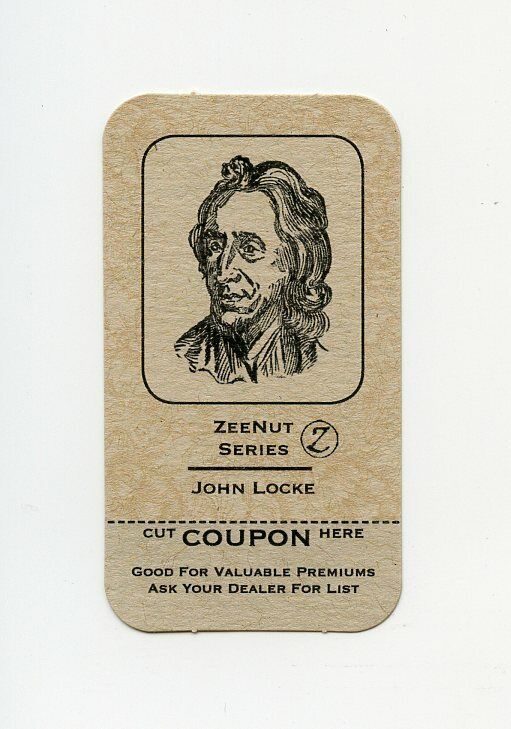 ZEENUT
SERIES Z
JOHN LOCKE
CUT COUPON HERE
GOOD FOR VALUABLE PREMIUMS
ASK YOUR DEALER FOR LIST